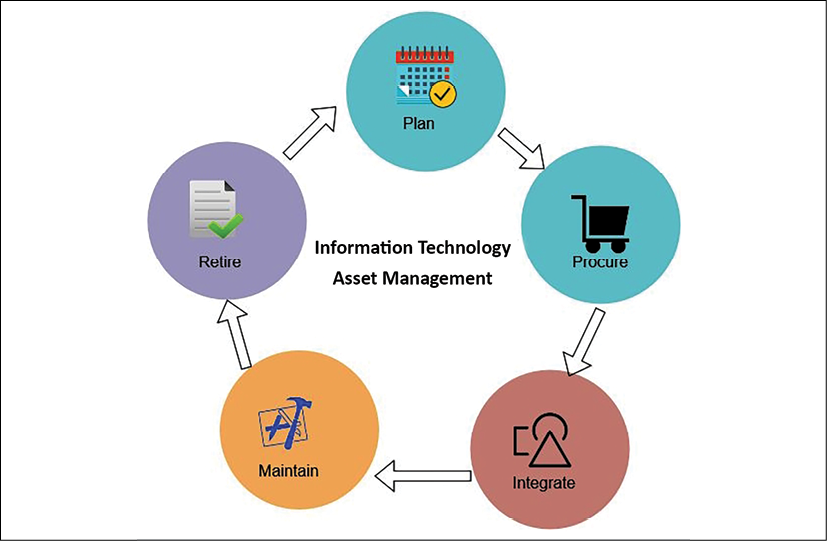 Plan
Procure
Information Technology
Asset Management
Retire
Integrate
Maintain